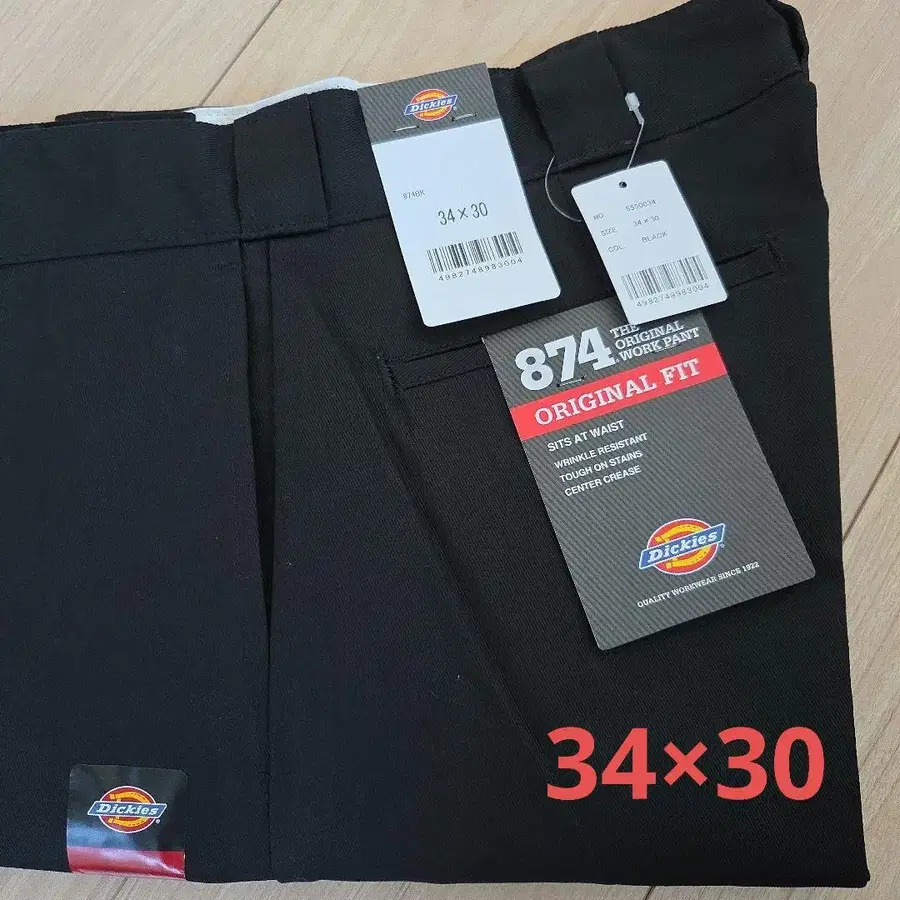 Dickies
874BK
34×30
4982748983004
NO. 6590034
SIZE. 34×30
COL. BLACK
4982748983004
874 THE
ORIGINAL
WORK PANT
ORIGINAL FIT
SITS AT WAIST
WRINKLE RESISTANT
TOUGH ON STAINS
CENTER CREASE
Dickies
QUALITY WORKWEAR SINCE 1922
Dickies
34×30